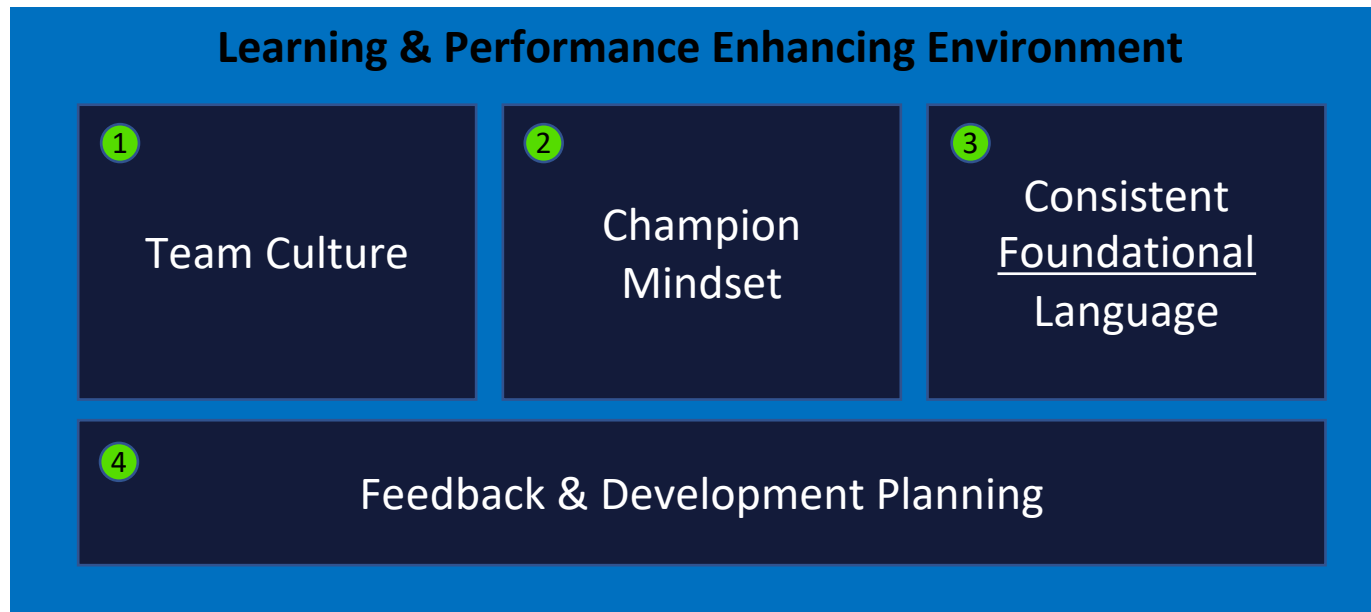 Learning & Performance Enhancing Environment
1
Team Culture
2
Champion
Mindset
3
Consistent
Foundational
Language
4
Feedback & Development Planning